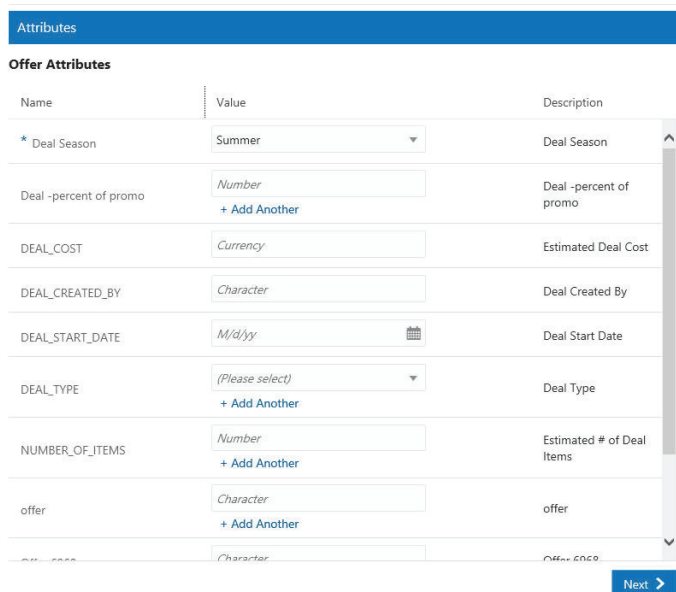 Attributes
Offer Attributes
Name Value Description
* Deal Season Summer Deal Season
Deal -percent of promo Number Deal -percent of promo
+ Add Another
DEAL_COST Currency Estimated Deal Cost
DEAL_CREATED_BY Character Deal Created By
DEAL_START_DATE M/d/yy Deal Start Date
DEAL_TYPE (Please select) Deal Type
+ Add Another
NUMBER_OF_ITEMS Number Estimated # of Deal Items
+ Add Another
offer Character offer
+ Add Another
Character Offer 6968
Next